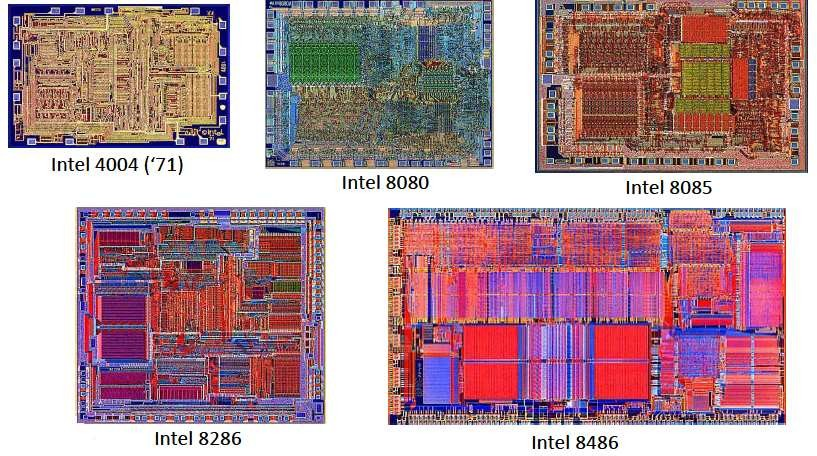 Intel 4004 (‘71)
Intel 8080
Intel 8085
Intel 8286
Intel 8486